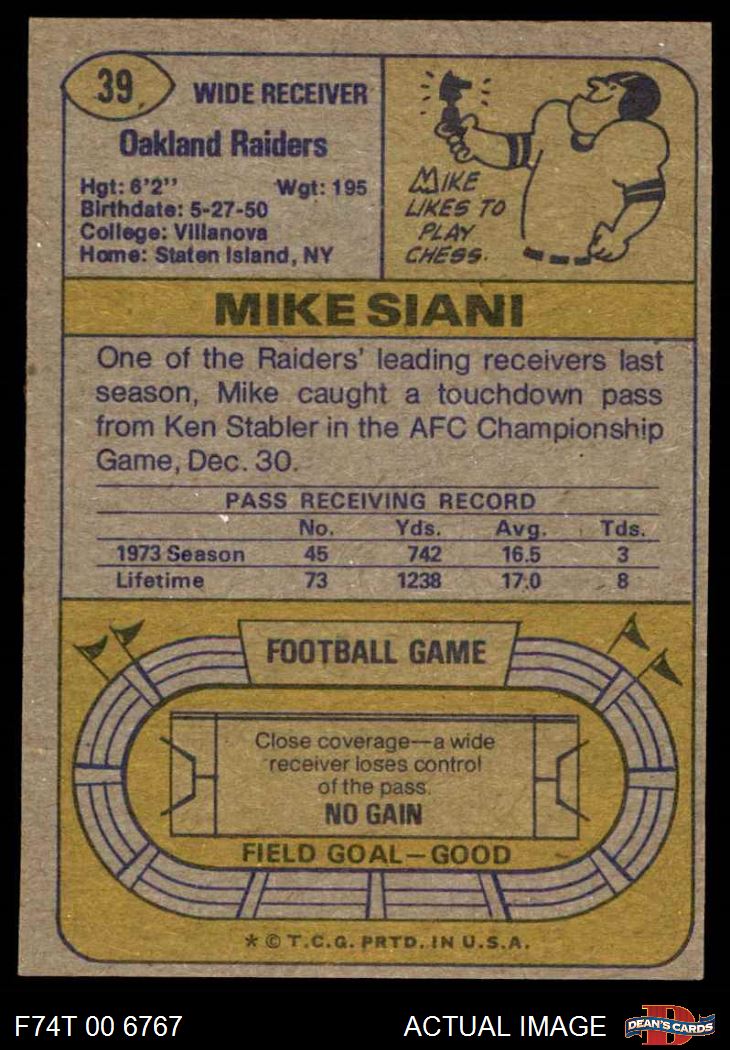 39
WIDE RECEIVER
Oakland Raiders
Hgt: 6'2" Wgt: 195
Birthdate: 5-27-50
College: Villanova
Home: Staten Island, NY
MIKE
LIKES TO
PLAY
CHESS.
MIKE SIANI
One of the Raiders' leading receivers last
season, Mike caught a touchdown pass
from Ken Stabler in the AFC Championship
Game, Dec. 30.
PASS RECEIVING RECORD
No. Yds. Avg. Tds.
1973 Season 45 742 16.5 3
Lifetime 73 1238 17.0 8
FOOTBALL GAME
Close coverage—a wide
receiver loses control
of the pass.
NO GAIN
FIELD GOAL—GOOD
* © T.C.G. PRTD. IN U.S.A.
F74T 00 6767
ACTUAL IMAGE
D
DEAN'S CARDS